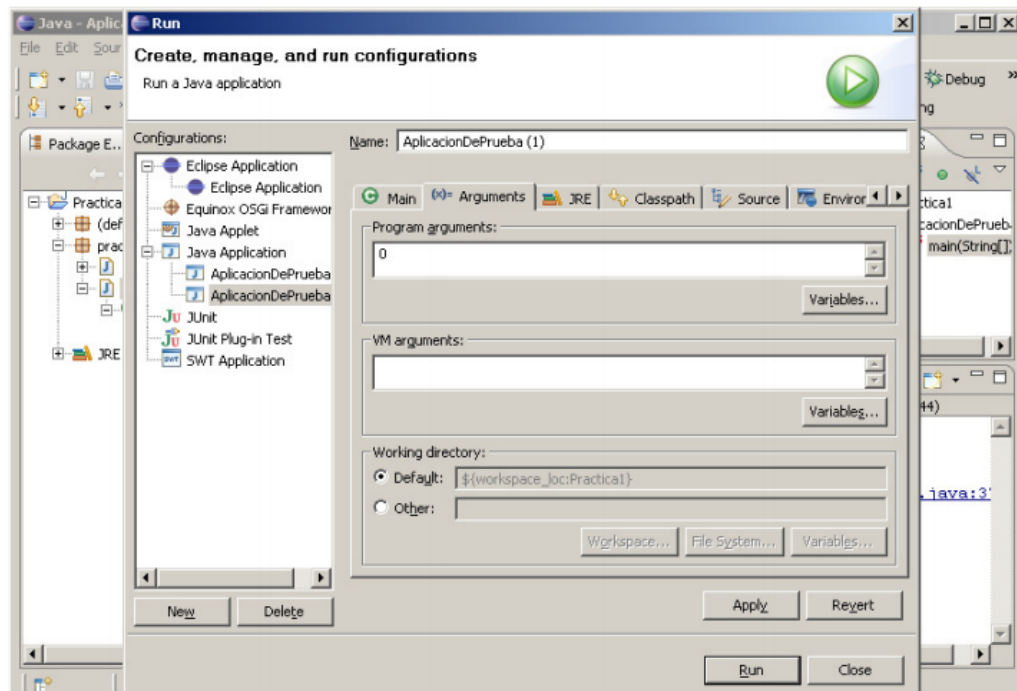 Java - Aplic
Run
File Edit Sour
Create, manage, and run configurations
Run a Java application
Debug
Configurations:
Name: AplicacionDePrueba (1)
Package E...
Eclipse Application
Eclipse Application
Equinox OSGi Framewor
Java Applet
Java Application
AplicacionDePrueba
AplicacionDePrueba
JUnit
JUnit Plug-in Test
SWT Application
Main (x)= Arguments JRE Classpath Source Enviror
Practica
(def
prac
JRE
Program arguments:
0
Variables...
VM arguments:
Variables...
Working directory:
Default: ${workspace_loc:Practica1}
Other:
Workspace... File System... Variables...
New Delete
Apply Revert
Run Close
ng
ctica1
cacionDePrueb
main(String[]
44)
.java:37